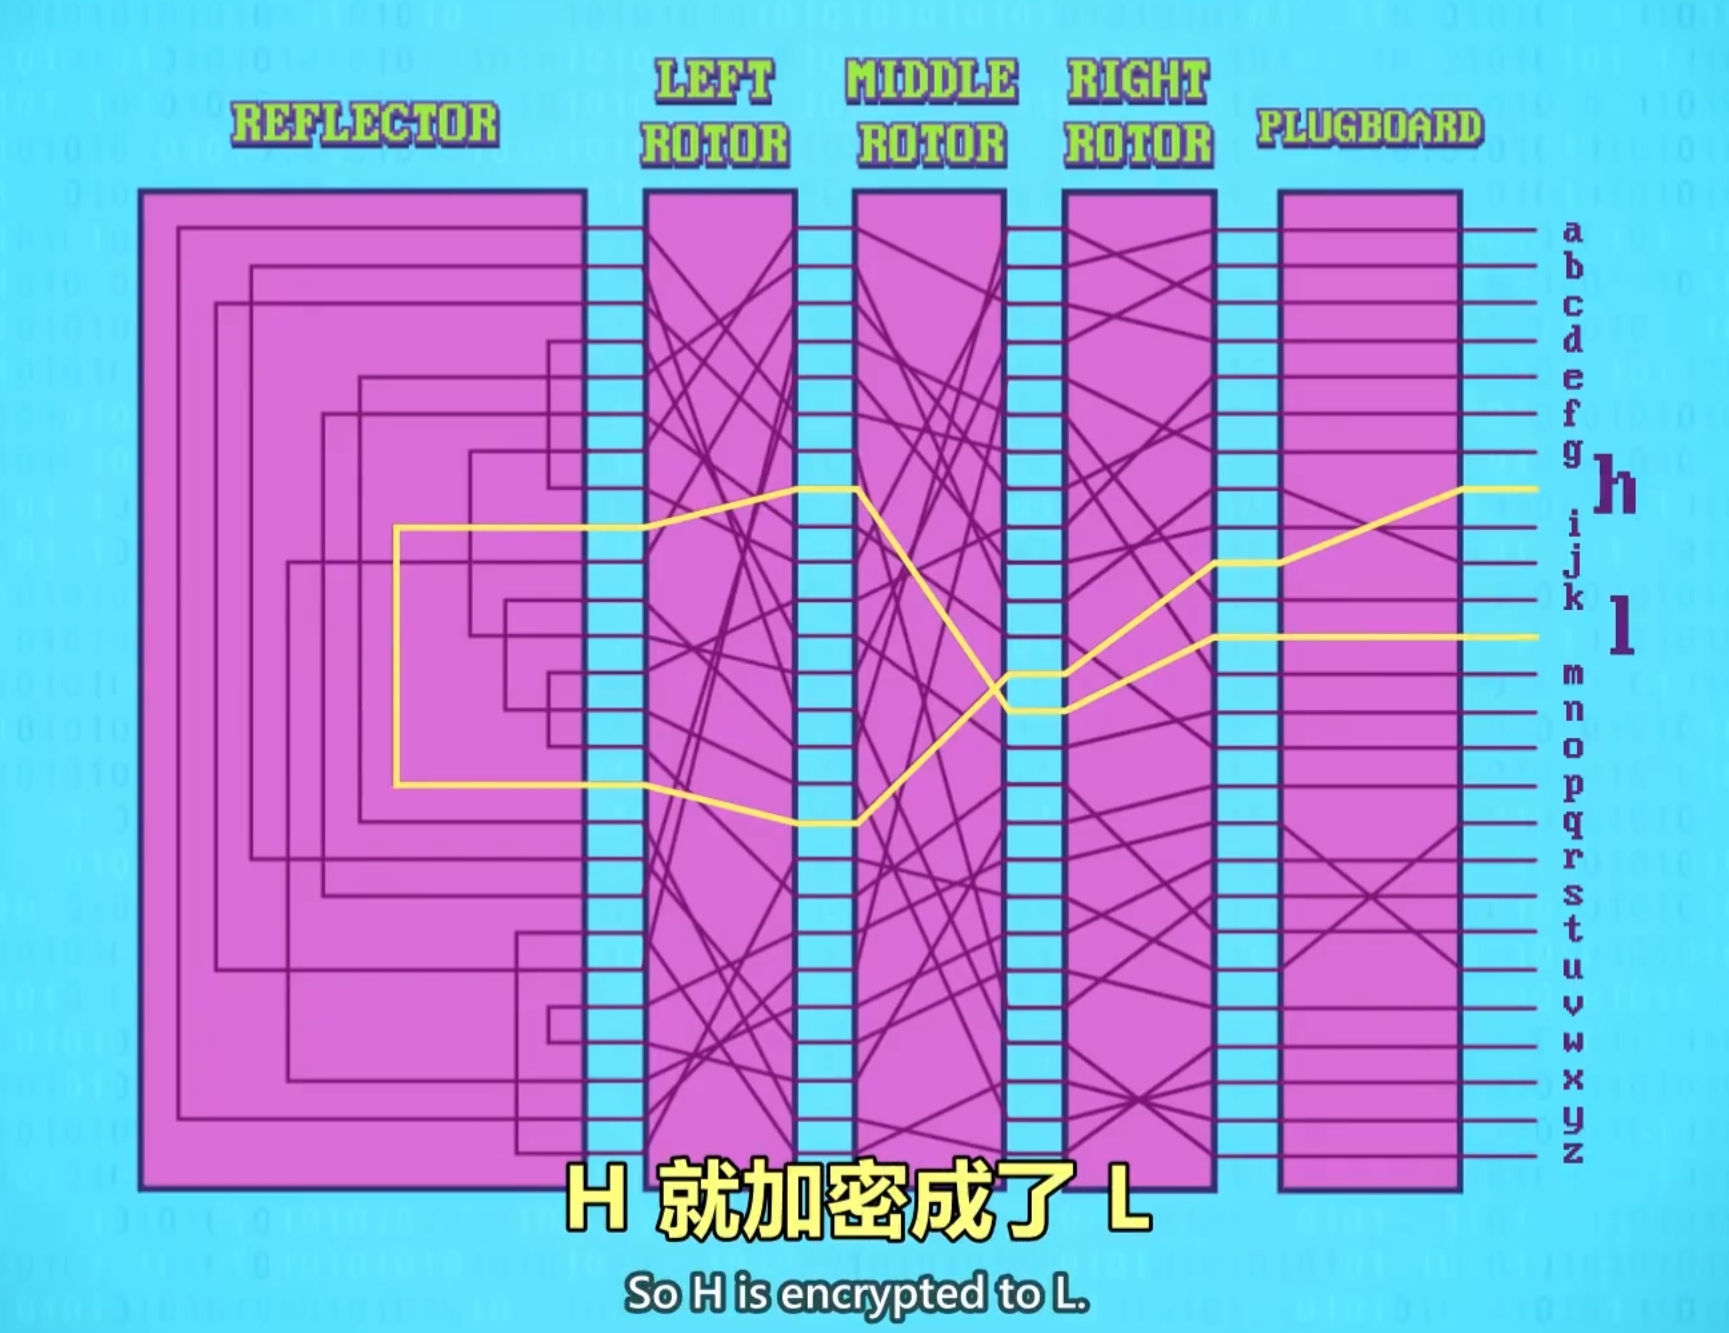 REFLECTOR
LEFT ROTOR
MIDDLE ROTOR
RIGHT ROTOR
PLUGBOARD
a
b
c
d
e
f
g
h
i
j
k
l
m
n
o
p
q
r
s
t
u
v
w
x
y
z
H 就加密成了 L
So H is encrypted to L.